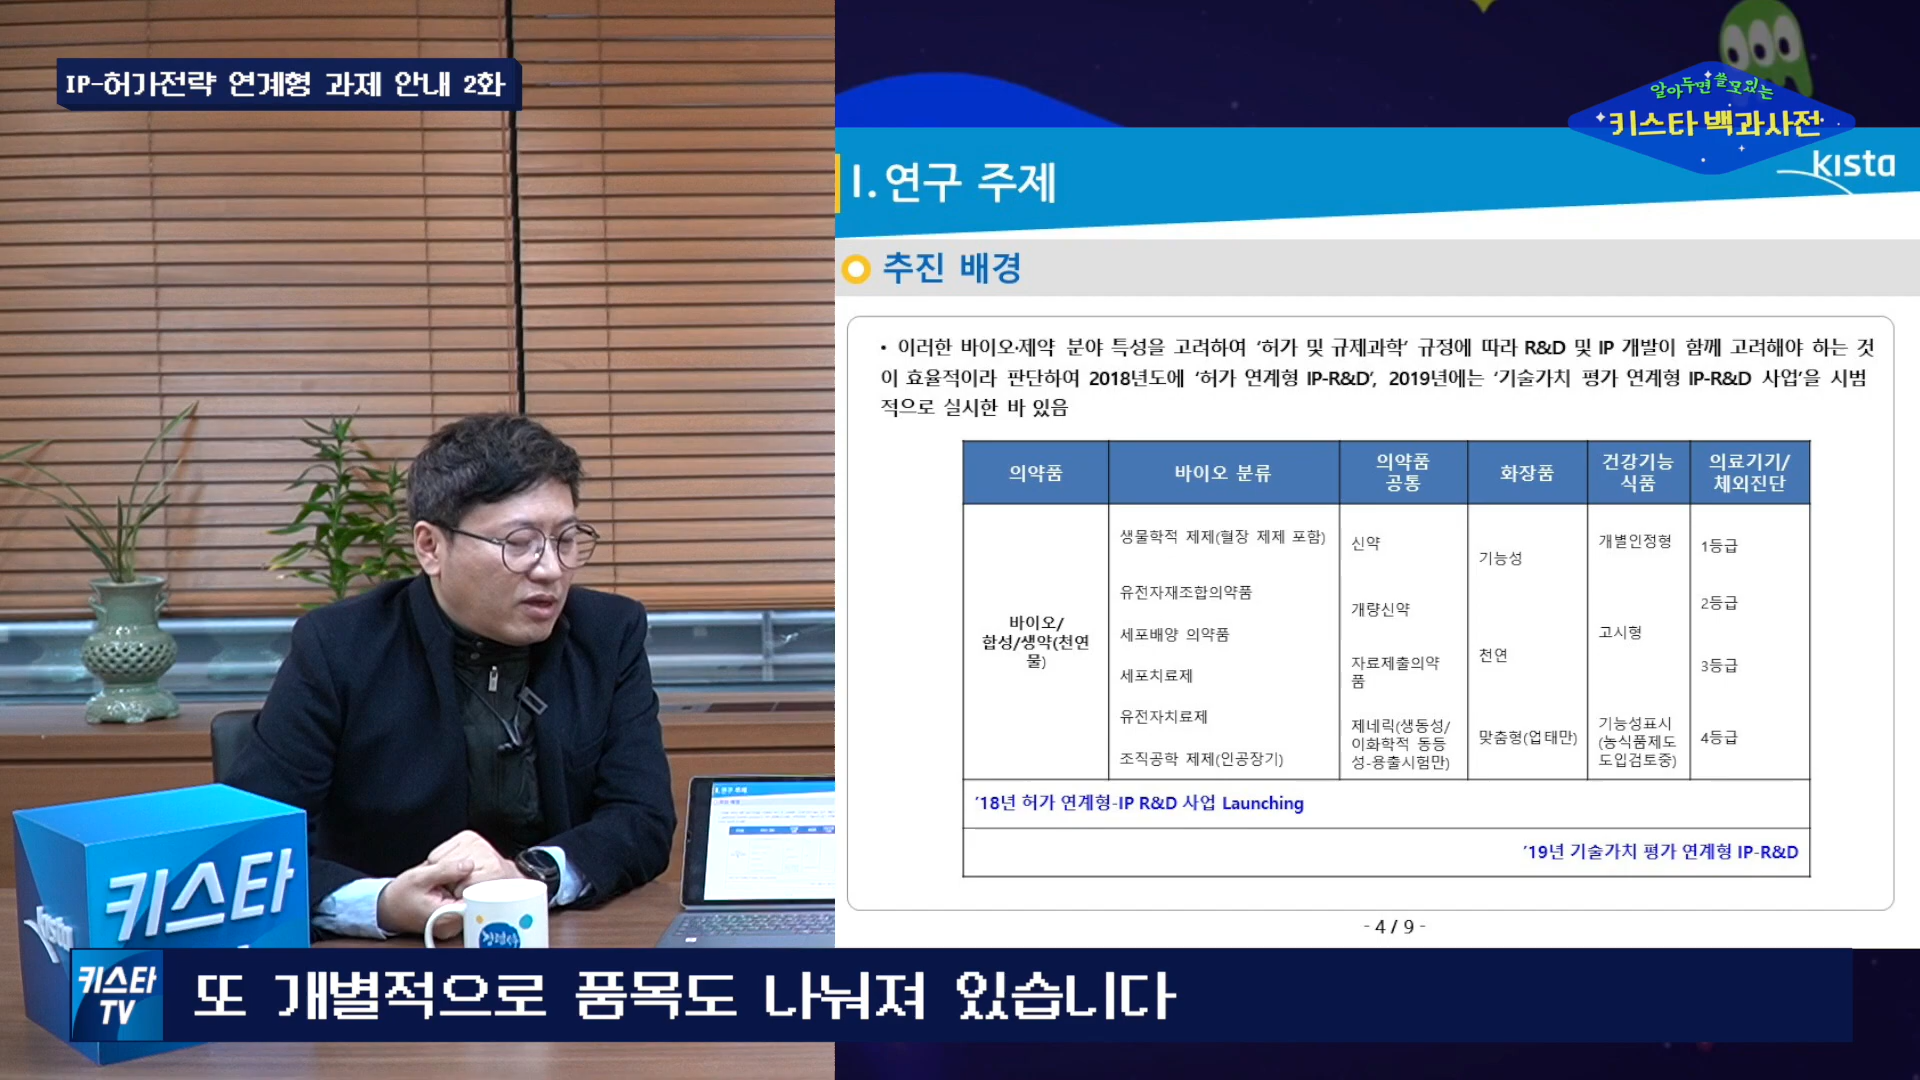 IP-허가전략 연계형 과제 안내 2화
알아두면 쓸모있는
키스타 백과사전
kısta
Ⅰ. 연구 주제
추진 배경
• 이러한 바이오·제약 분야 특성을 고려하여 ‘허가 및 규제과학’ 규정에 따라 R&D 및 IP 개발이 함께 고려해야 하는 것
이 효율적이라 판단하여 2018년도에 ‘허가 연계형 IP-R&D’, 2019년에는 ‘기술가치 평가 연계형 IP-R&D 사업’을 시범
적으로 실시한 바 있음
의약품
바이오 분류
의약품
공통
화장품
건강기능
식품
의료기기/
체외진단
바이오/
합성/생약(천연
물)
생물학적 제제(혈장 제제 포함)
유전자재조합의약품
세포배양 의약품
세포치료제
유전자치료제
조직공학 제제(인공장기)
신약
개량신약
자료제출의약
품
제네릭(생동성/
이화학적 동등
성-용출시험만)
기능성
천연
맞춤형(업태만)
개별인정형
고시형
기능성표시
(농식품제도
도입검토중)
1등급
2등급
3등급
4등급
’18년 허가 연계형-IP R&D 사업 Launching
’19년 기술가치 평가 연계형 IP-R&D
- 4 / 9 -
Ⅰ. 연구 주제
키스타
kısta
키스타
TV
또 개별적으로 품목도 나눠져 있습니다